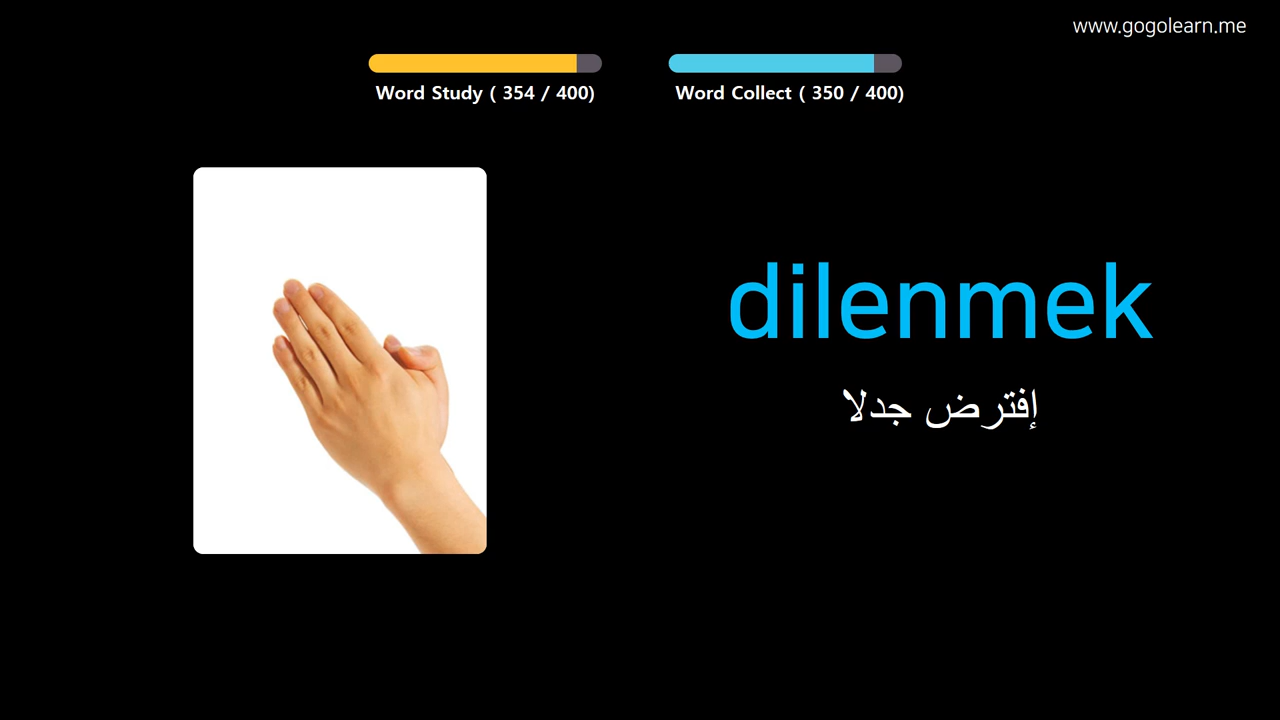 www.gogolearn.me
Word Study ( 354 / 400)
Word Collect ( 350 / 400)
dilenmek
إفترض جدلا